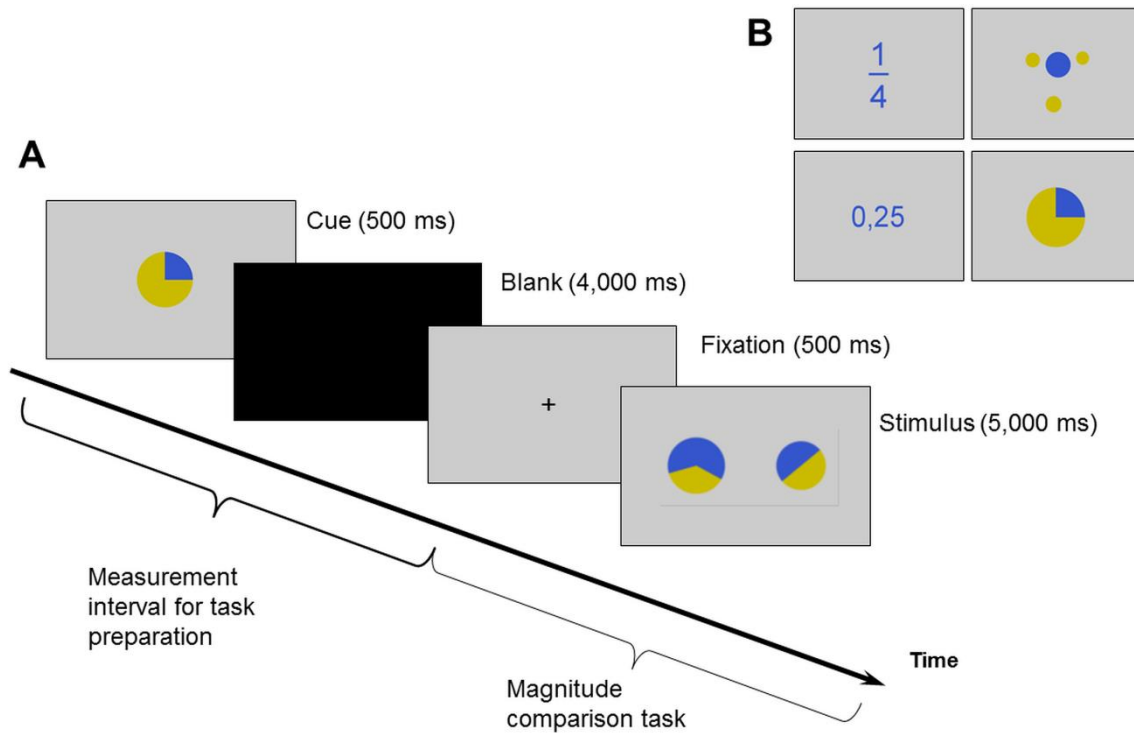 B
1
4
0,25
A
Cue (500 ms)
Blank (4,000 ms)
Fixation (500 ms)
+
Stimulus (5,000 ms)
Measurement
interval for task
preparation
Magnitude
comparison task
Time